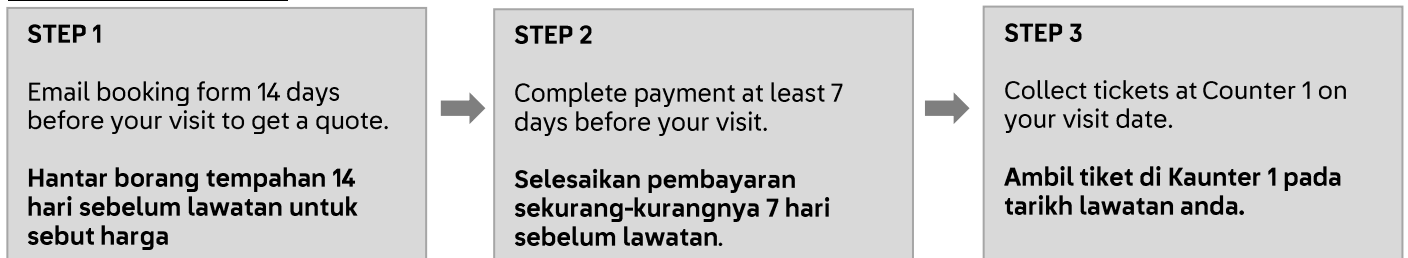 STEP 1
Email booking form 14 days
before your visit to get a quote.
Hantar borang tempahan 14
hari sebelum lawatan untuk
sebut harga
STEP 2
Complete payment at least 7
days before your visit.
Selesaikan pembayaran
sekurang-kurangnya 7 hari
sebelum lawatan.
STEP 3
Collect tickets at Counter 1 on
your visit date.
Ambil tiket di Kaunter 1 pada
tarikh lawatan anda.